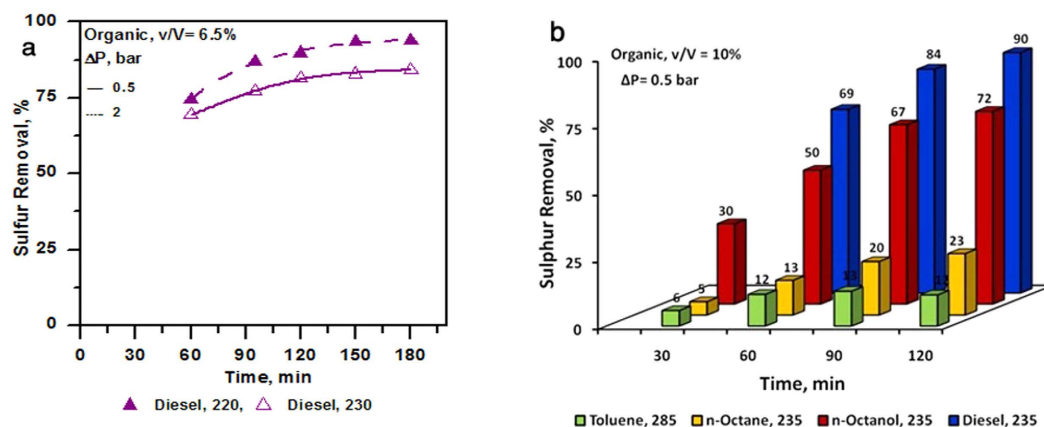 a
Organic, v/V= 6.5%
ΔP, bar
0.5
2
Sulfur Removal, %
100
75
50
25
0
0 30 60 90 120 150 180
Time, min
Diesel, 220, Diesel, 230
b
Organic, v/V = 10%
ΔP= 0.5 bar
Sulphur Removal, %
100
75
50
25
0
69 84 90
30 50 67 72
5 13 20 23
6 12 13
30 60 90 120
Time, min
Toluene, 285 n-Octane, 235 n-Octanol, 235 Diesel, 235